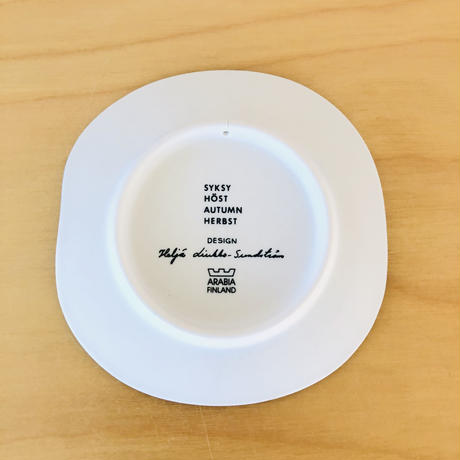 SYKSY
HÖST
AUTUMN
HERBST
DESIGN
Heljä Liukko-Sundström
ARABIA
FINLAND